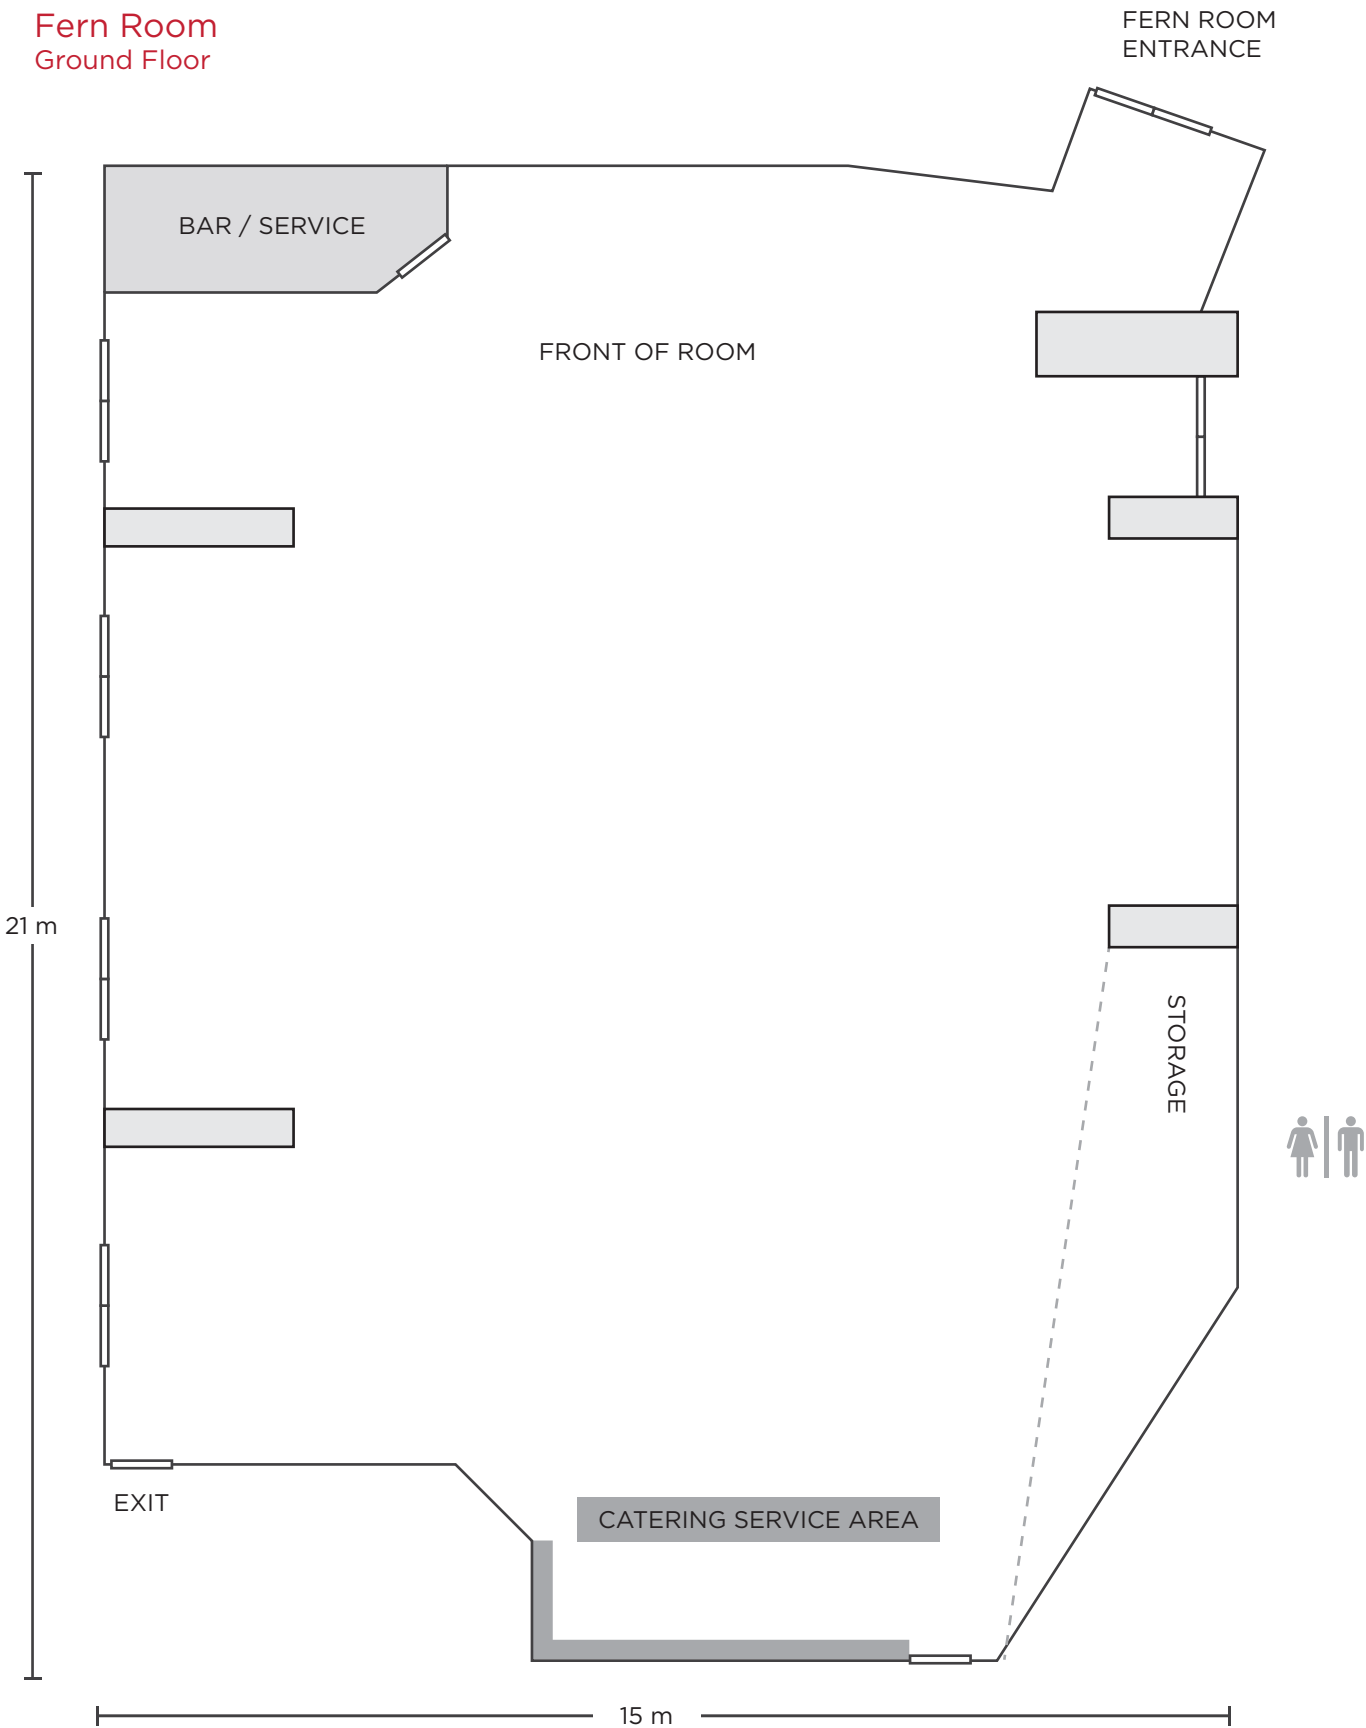 Fern Room
Ground Floor
FERN ROOM
ENTRANCE
BAR / SERVICE
FRONT OF ROOM
21 m
STORAGE
EXIT
CATERING SERVICE AREA
15 m